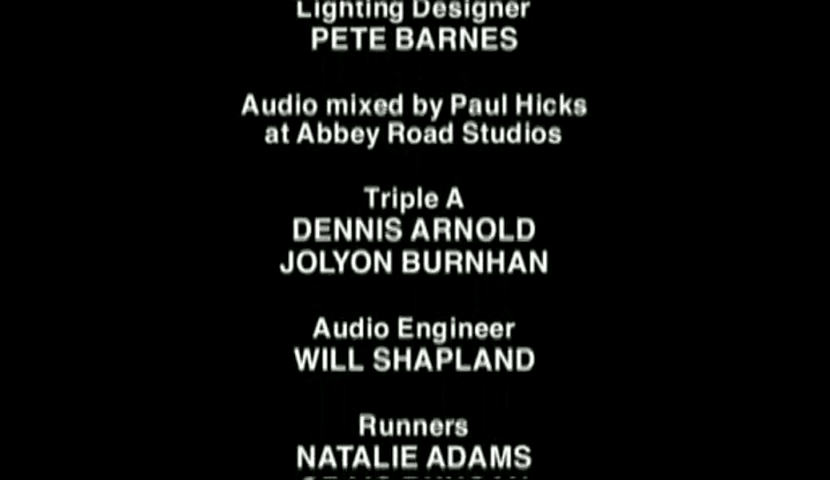 Lighting Designer
PETE BARNES
Audio mixed by Paul Hicks
at Abbey Road Studios
Triple A
DENNIS ARNOLD
JOLYON BURNHAN
Audio Engineer
WILL SHAPLAND
Runners
NATALIE ADAMS